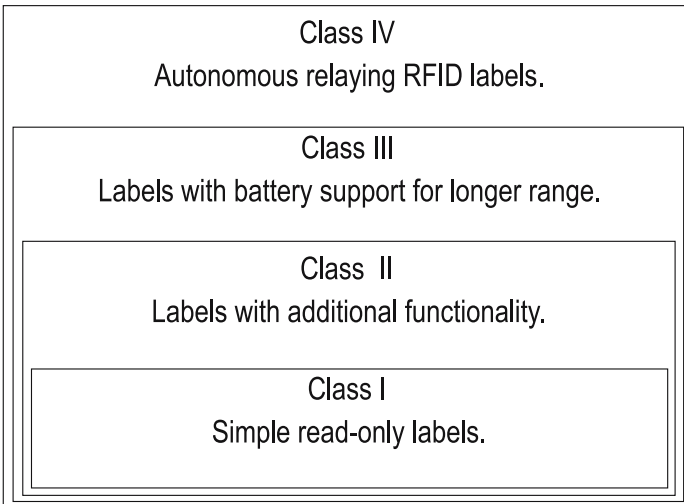 Class IV
Autonomous relaying RFID labels.
Class III
Labels with battery support for longer range.
Class II
Labels with additional functionality.
Class I
Simple read-only labels.